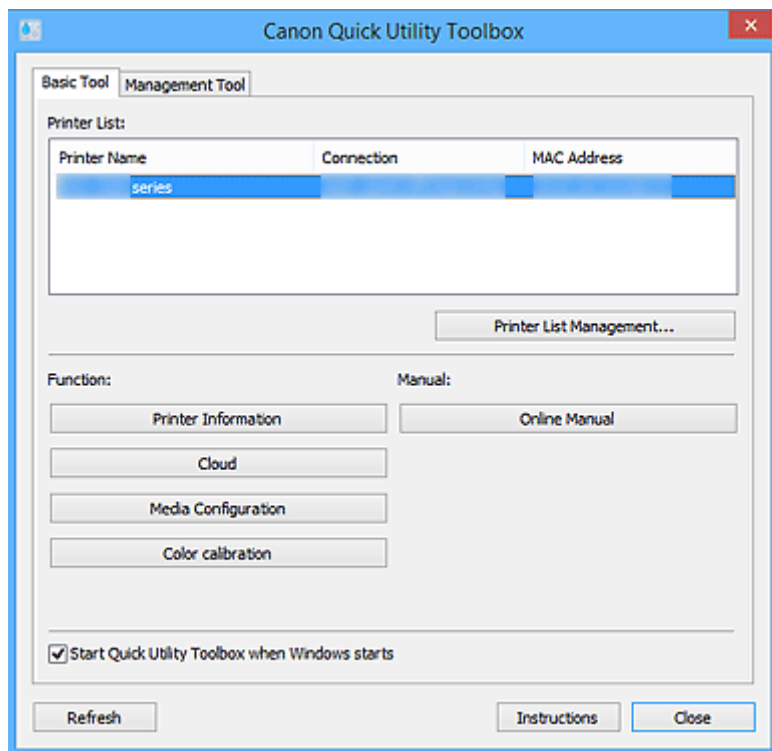 Canon Quick Utility Toolbox
Basic Tool Management Tool
Printer List:
Printer Name Connection MAC Address
series
Printer List Management...
Function: Manual:
Printer Information Online Manual
Cloud
Media Configuration
Color calibration
Start Quick Utility Toolbox when Windows starts
Refresh Instructions Close